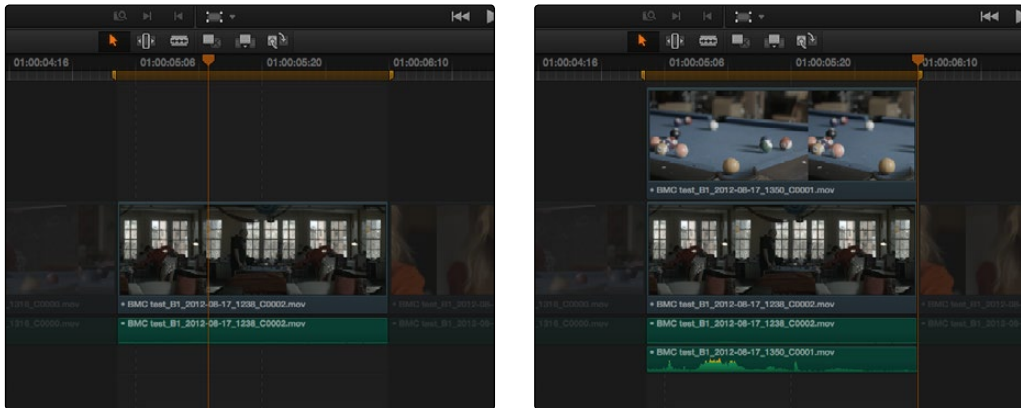 01:00:04:16 01:00:05:06 01:00:05:20 01:00:06:10
• BMC test_B1_2012-08-17_1238_C0002.mov
_1318_C0000.mov • BMC test_B1_2012-08-17_1238_C0002.mov
01:00:04:16 01:00:05:06 01:00:05:20 01:00:06:10
• BMC test_B1_2012-08-17_1350_C0001.mov
• BMC test_B1_2012-08-17_1238_C0002.mov
• BMC test_B1_2012-08-17_1238_C0002.mov
• BMC test_B1_2012-08-17_1350_C0001.mov